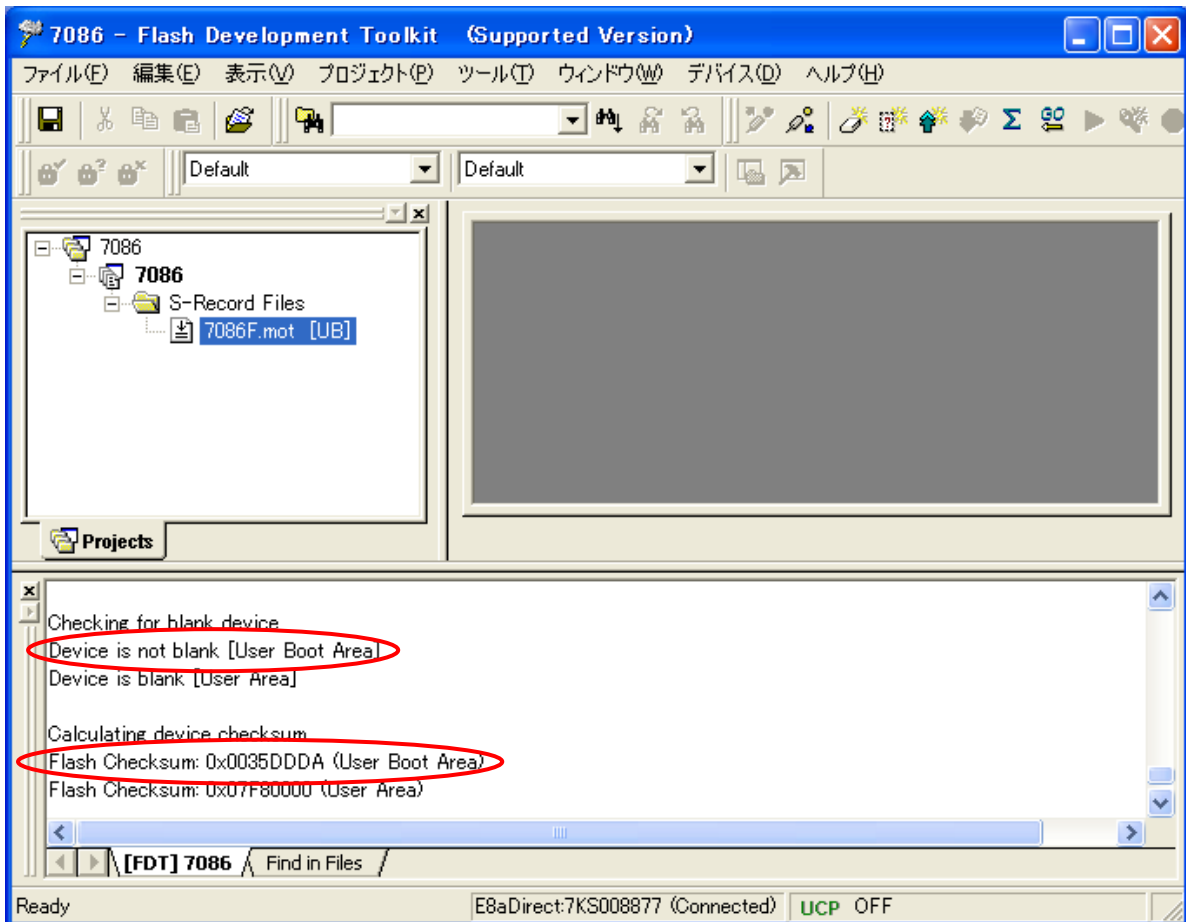 7086 - Flash Development Toolkit (Supported Version)
ファイル(F) 編集(E) 表示(V) プロジェクト(P) ツール(T) ウィンドウ(W) デバイス(D) ヘルプ(H)
Σ GO
Default Default
7086
7086
S-Record Files
7086F.mot [UB]
Projects
Checking for blank device
Device is not blank [User Boot Area]
Device is blank [User Area]
Calculating device checksum
Flash Checksum: 0x0035DDDA (User Boot Area)
Flash Checksum: 0x07F80000 (User Area)
[FDT] 7086 Find in Files
Ready E8aDirect:7KS008877 (Connected) UCP OFF